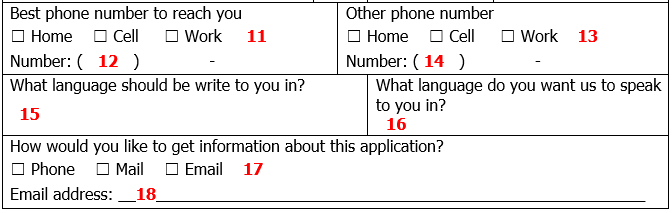 Best phone number to reach you
☐ Home ☐ Cell ☐ Work 11
Number: ( 12 ) -
Other phone number
☐ Home ☐ Cell ☐ Work 13
Number: ( 14 ) -
What language should be write to you in?
15
What language do you want us to speak
to you in?
16
How would you like to get information about this application?
☐ Phone ☐ Mail ☐ Email 17
Email address: __18______________________________________________